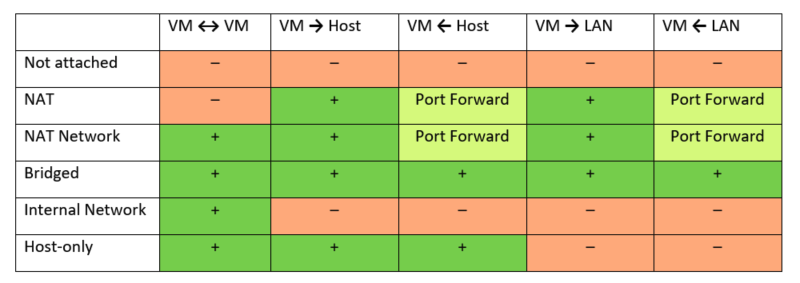 VM ↔ VM VM → Host VM ← Host VM → LAN VM ← LAN
Not attached – – – – –
NAT – + Port Forward + Port Forward
NAT Network + + Port Forward + Port Forward
Bridged + + + + +
Internal Network + – – – –
Host-only + + + – –